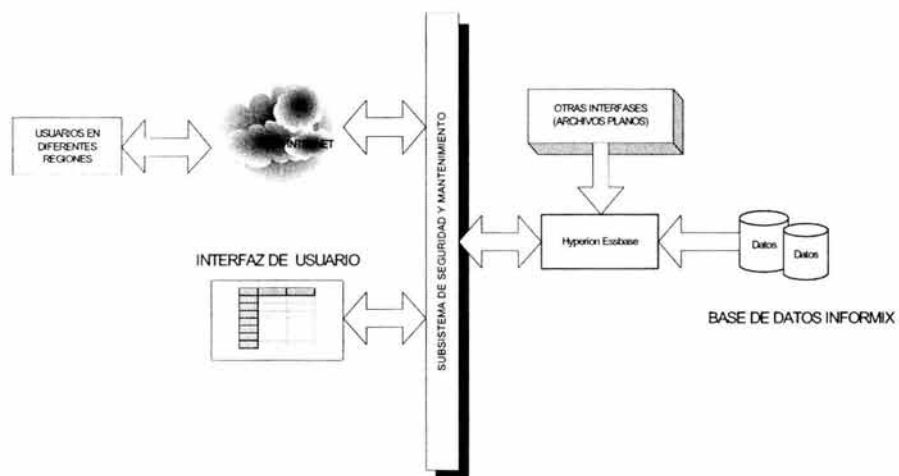 OTRAS INTERFASES
(ARCHIVOS PLANOS)
USUARIOS EN
DIFERENTES
REGIONES
INTERNET
SUBSISTEMA DE SEGURIDAD Y MANTENIMIENTO
Hyperion Essbase
Datos
Datos
INTERFAZ DE USUARIO
BASE DE DATOS INFORMIX